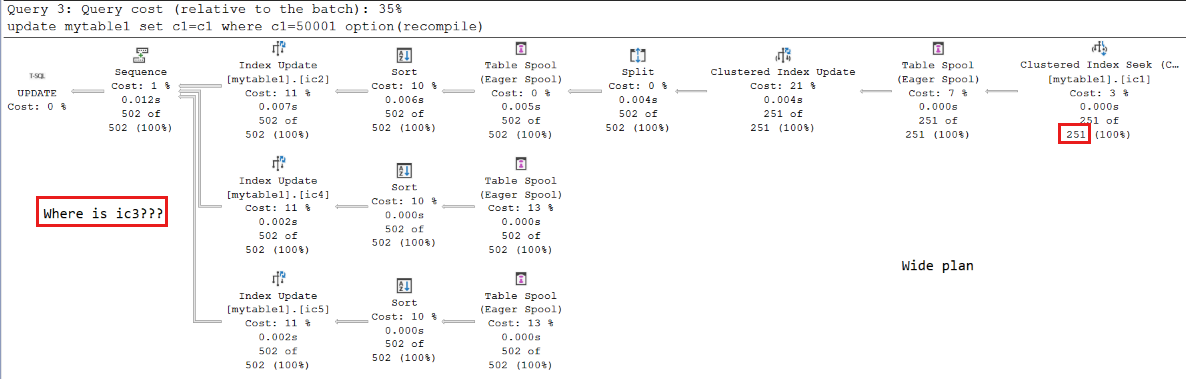 Query 3: Query cost (relative to the batch): 35%
update mytable1 set c1=c1 where c1=50001 option(recompile)
T-SQL
UPDATE
Cost: 0 %
Sequence
Cost: 1 %
0.012s
502 of
502 (100%)
Index Update
[mytable1].[ic2]
Cost: 11 %
0.007s
502 of
502 (100%)
Sort
Cost: 10 %
0.006s
502 of
502 (100%)
Table Spool
(Eager Spool)
Cost: 0 %
0.005s
502 of
502 (100%)
Split
Cost: 0 %
0.004s
502 of
502 (100%)
Clustered Index Update
Cost: 21 %
0.004s
251 of
251 (100%)
Table Spool
(Eager Spool)
Cost: 7 %
0.000s
251 of
251 (100%)
Clustered Index Seek (C…
[mytable1].[ic1]
Cost: 3 %
0.000s
251 of
251 (100%)
Index Update
[mytable1].[ic4]
Cost: 11 %
0.002s
502 of
502 (100%)
Sort
Cost: 10 %
0.000s
502 of
502 (100%)
Table Spool
(Eager Spool)
Cost: 13 %
0.000s
502 of
502 (100%)
Where is ic3???
Wide plan
Index Update
[mytable1].[ic5]
Cost: 11 %
0.002s
502 of
502 (100%)
Sort
Cost: 10 %
0.000s
502 of
502 (100%)
Table Spool
(Eager Spool)
Cost: 13 %
0.000s
502 of
502 (100%)